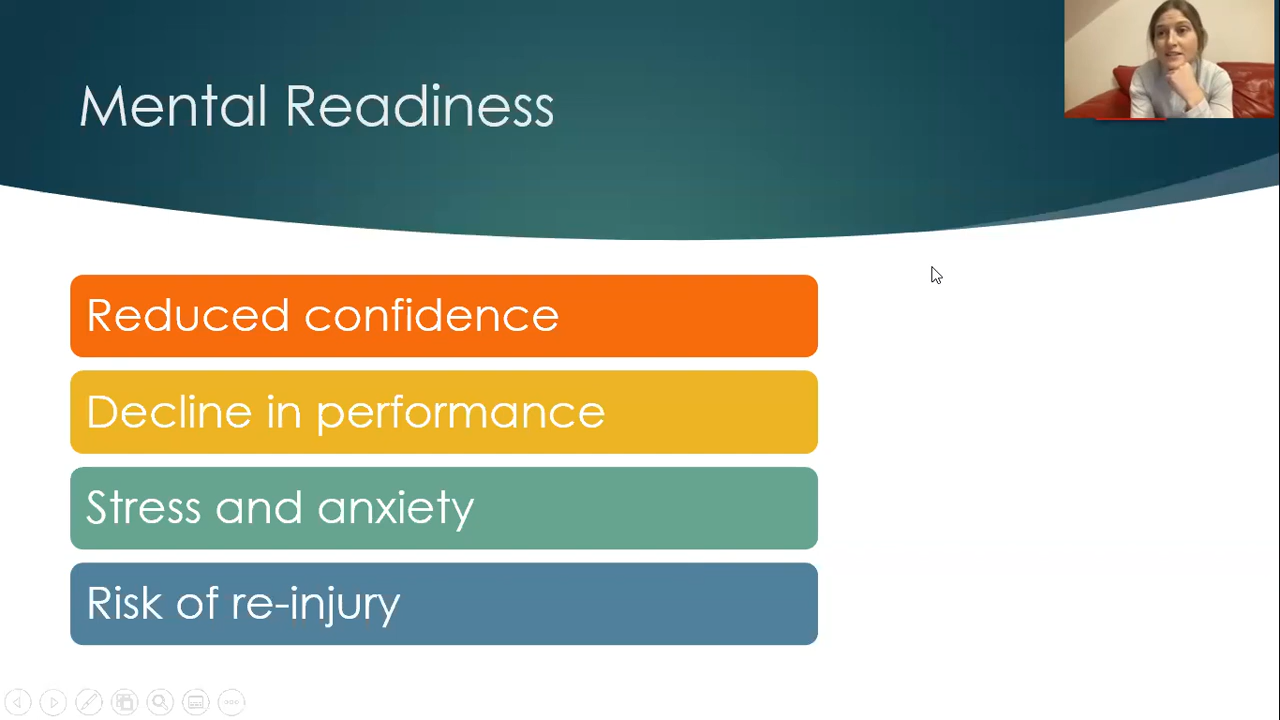 Mental Readiness
Reduced confidence
Decline in performance
Stress and anxiety
Risk of re-injury